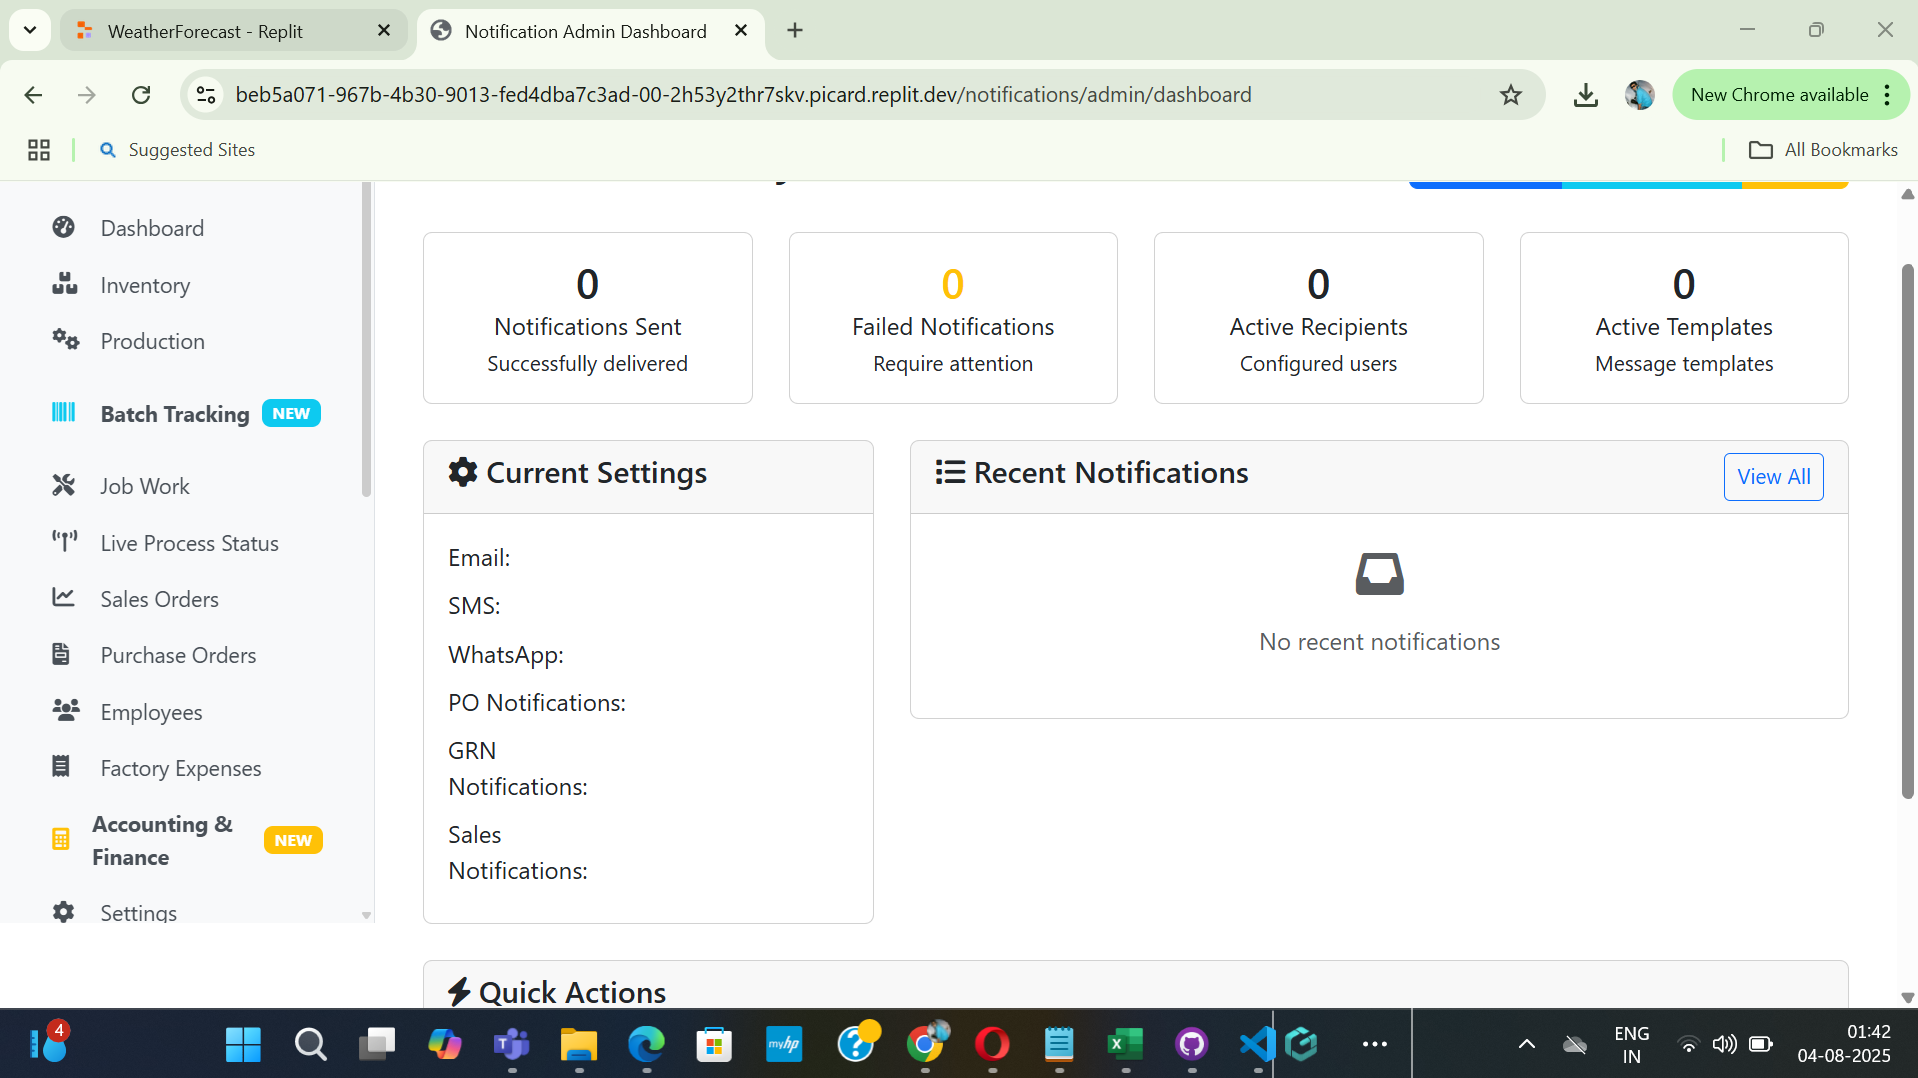 WeatherForecast - Replit
Notification Admin Dashboard
beb5a071-967b-4b30-9013-fed4dba7c3ad-00-2h53y2thr7skv.picard.replit.dev/notifications/admin/dashboard
New Chrome available
Suggested Sites
All Bookmarks
Dashboard
Inventory
Production
Batch Tracking NEW
Job Work
Live Process Status
Sales Orders
Purchase Orders
Employees
Factory Expenses
Accounting &
Finance
NEW
Settings
0
Notifications Sent
Successfully delivered
0
Failed Notifications
Require attention
0
Active Recipients
Configured users
0
Active Templates
Message templates
Current Settings
Email:
SMS:
WhatsApp:
PO Notifications:
GRN
Notifications:
Sales
Notifications:
Recent Notifications
View All
No recent notifications
Quick Actions
4
myhp
ENG
IN
01:42
04-08-2025